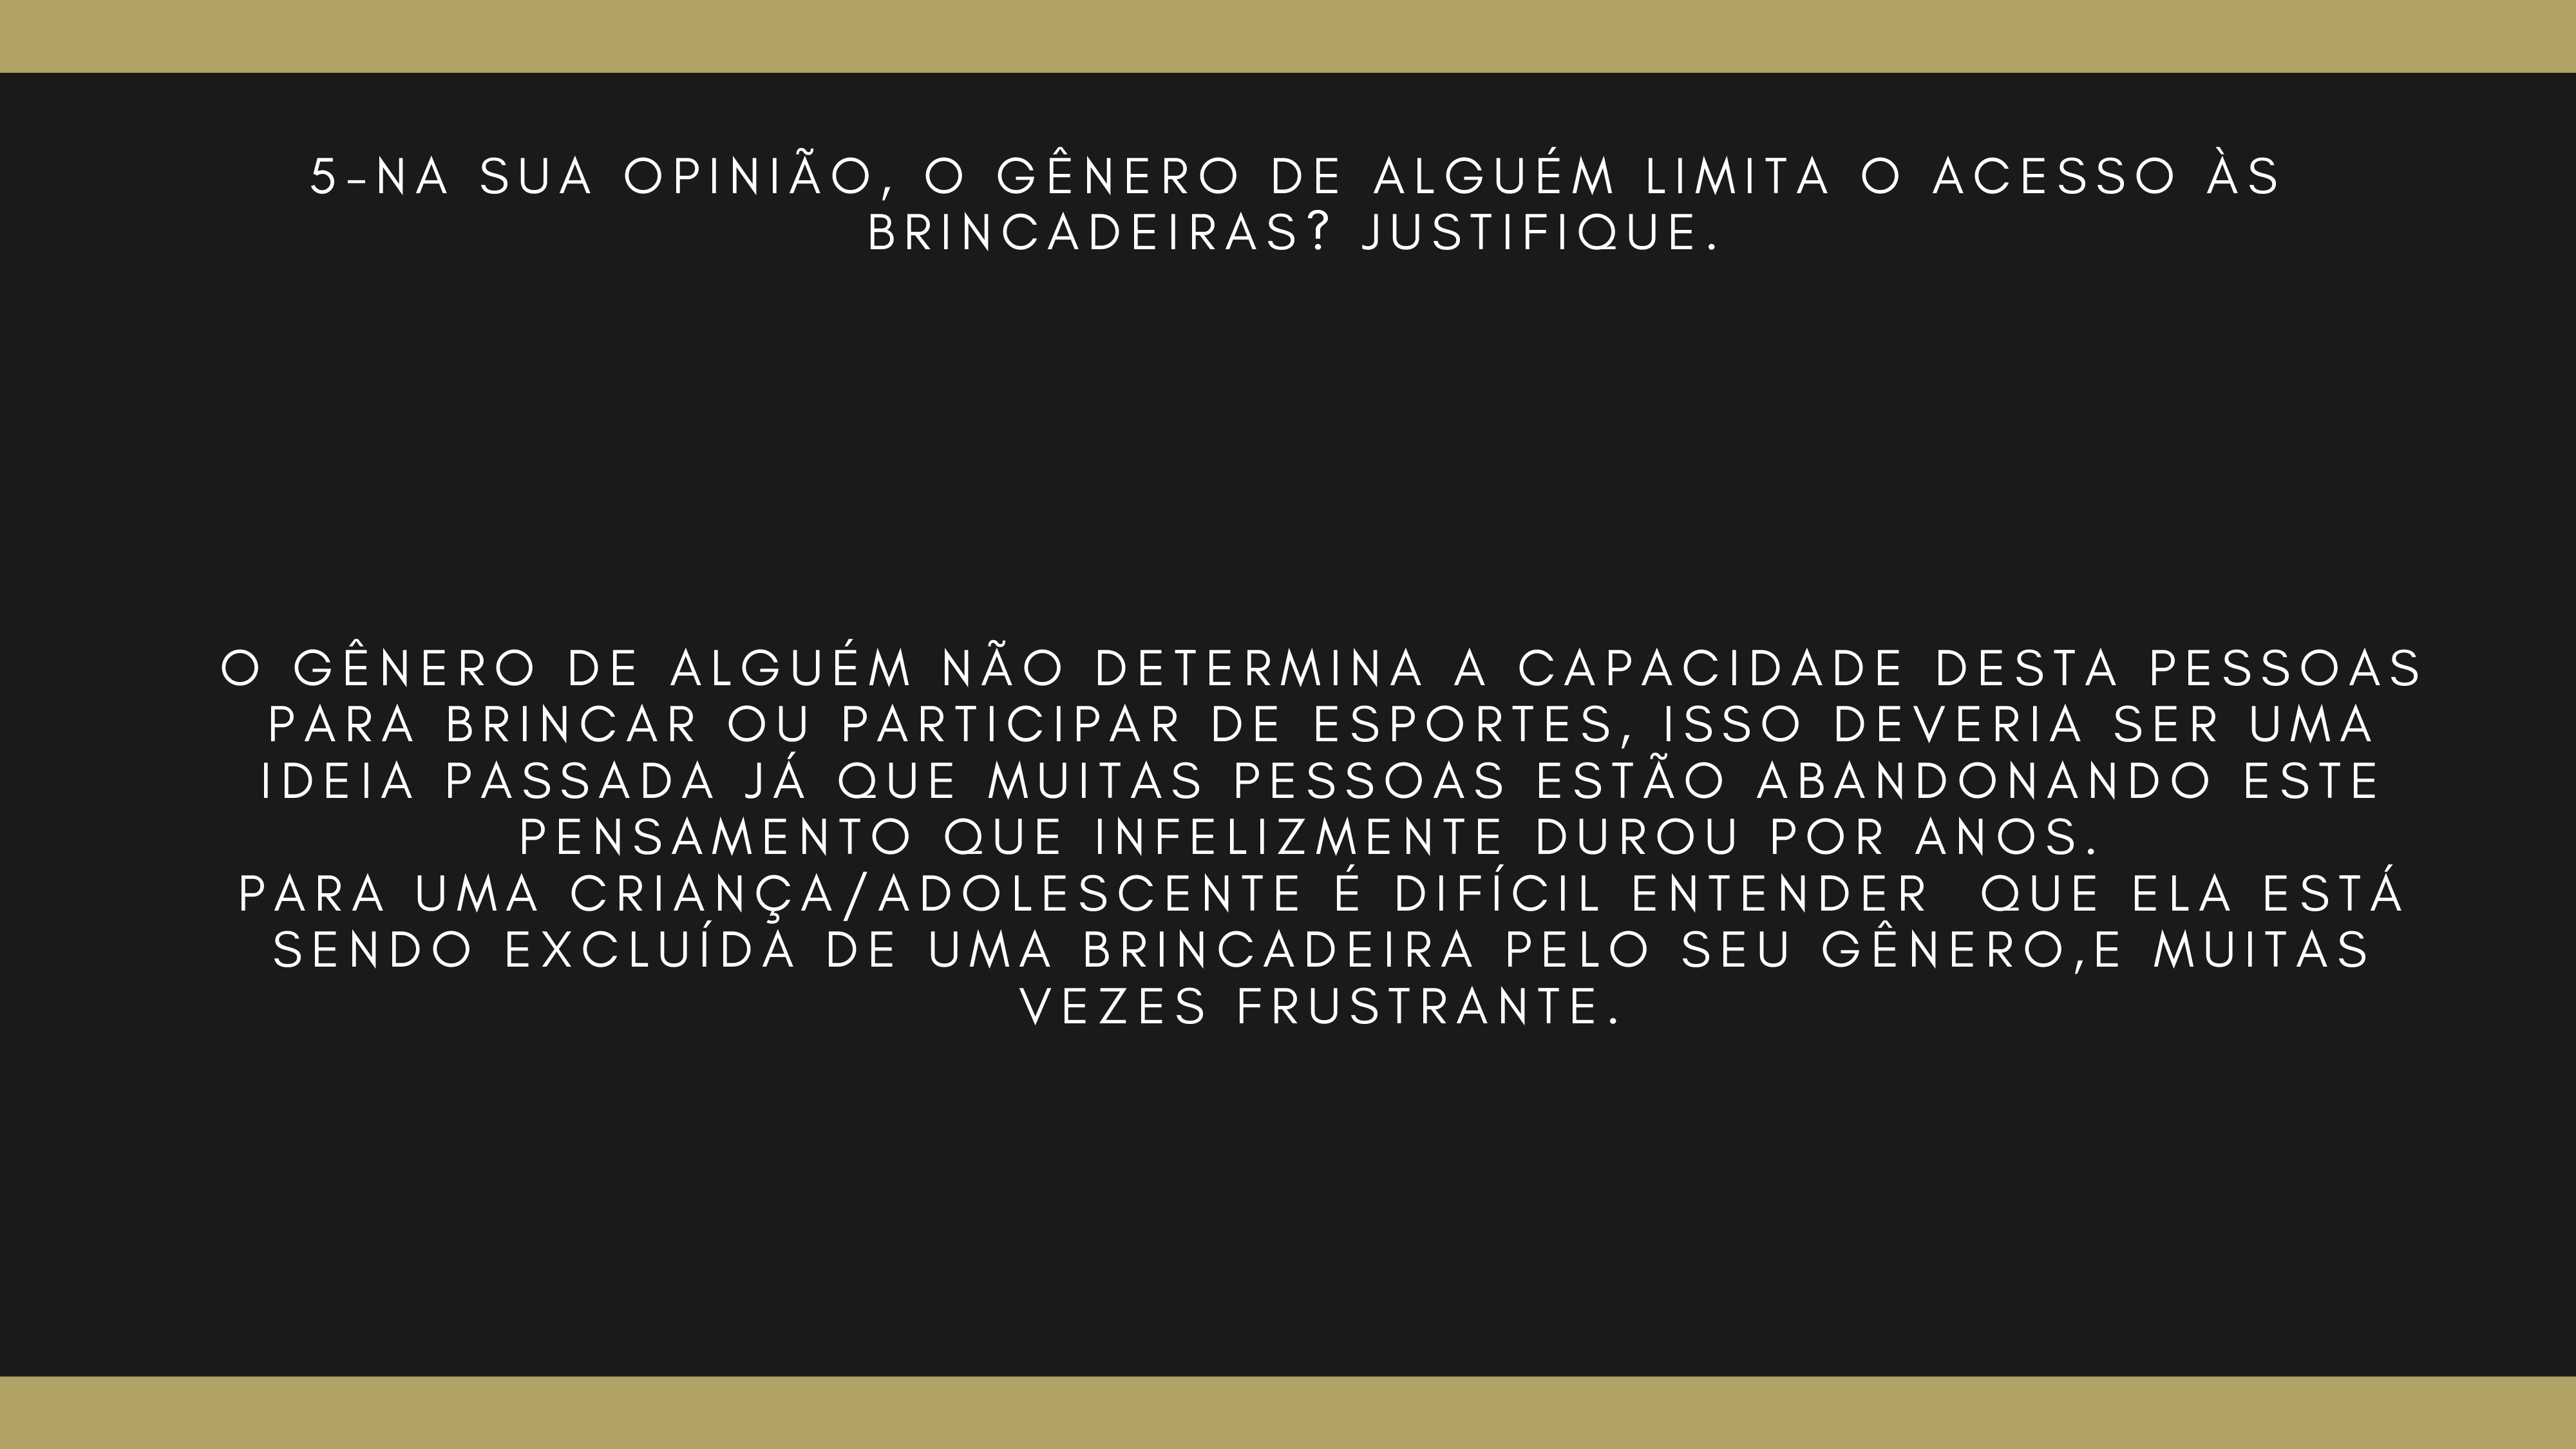 5-NA SUA OPINIÃO, O GÊNERO DE ALGUÉM LIMITA O ACESSO ÀS
BRINCADEIRAS? JUSTIFIQUE.
O GÊNERO DE ALGUÉM NÃO DETERMINA A CAPACIDADE DESTA PESSOAS
PARA BRINCAR OU PARTICIPAR DE ESPORTES, ISSO DEVERIA SER UMA
IDEIA PASSADA JÁ QUE MUITAS PESSOAS ESTÃO ABANDONANDO ESTE
PENSAMENTO QUE INFELIZMENTE DUROU POR ANOS.
PARA UMA CRIANÇA/ADOLESCENTE É DIFÍCIL ENTENDER  QUE ELA ESTÁ
SENDO EXCLUÍDA DE UMA BRINCADEIRA PELO SEU GÊNERO,E MUITAS
VEZES FRUSTRANTE.